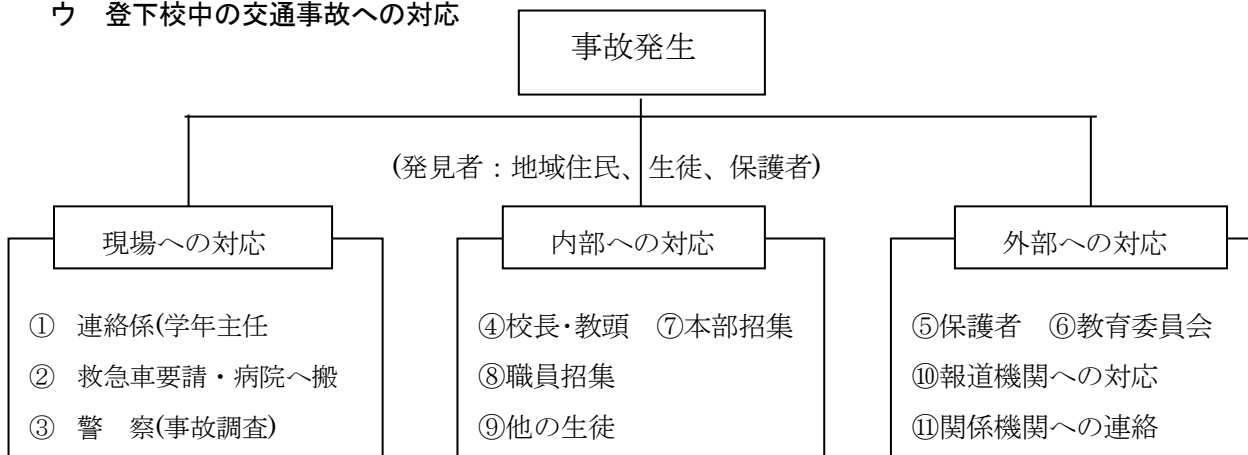 ウ 登下校中の交通事故への対応
事故発生
(発見者：地域住民、生徒、保護者)
現場への対応
① 連絡係(学年主任
② 救急車要請・病院へ搬
③ 警 察(事故調査)
内部への対応
④校長・教頭 ⑦本部招集
⑧職員招集
⑨他の生徒
外部への対応
⑤保護者 ⑥教育委員会
⑩報道機関への対応
⑪関係機関への連絡